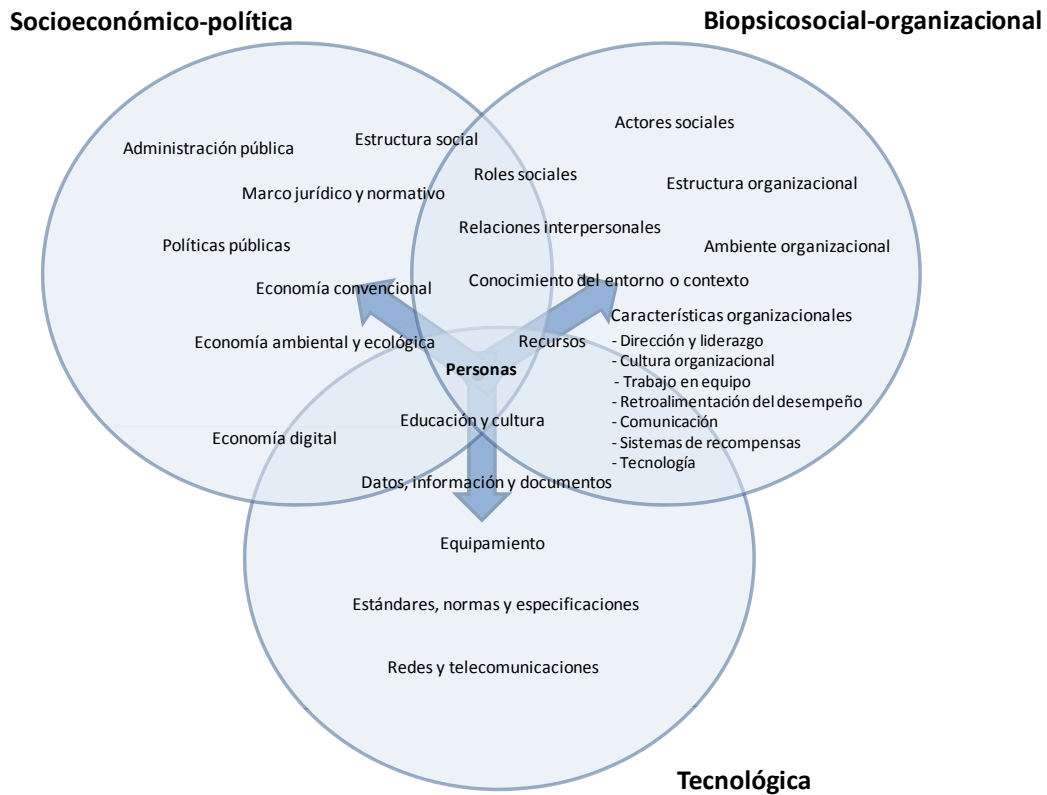 Socioeconómico-política
Biopsicosocial-organizacional
Actores sociales
Administración pública
Estructura social
Roles sociales
Estructura organizacional
Marco jurídico y normativo
Relaciones interpersonales
Políticas públicas
Ambiente organizacional
Economía convencional
Conocimiento del entorno o contexto
Características organizacionales
Economía ambiental y ecológica
Recursos
- Dirección y liderazgo
- Cultura organizacional
Personas
- Trabajo en equipo
- Retroalimentación del desempeño
Educación y cultura
- Comunicación
Economía digital
- Sistemas de recompensas
- Tecnología
Datos, información y documentos
Equipamiento
Estándares, normas y especificaciones
Redes y telecomunicaciones
Tecnológica